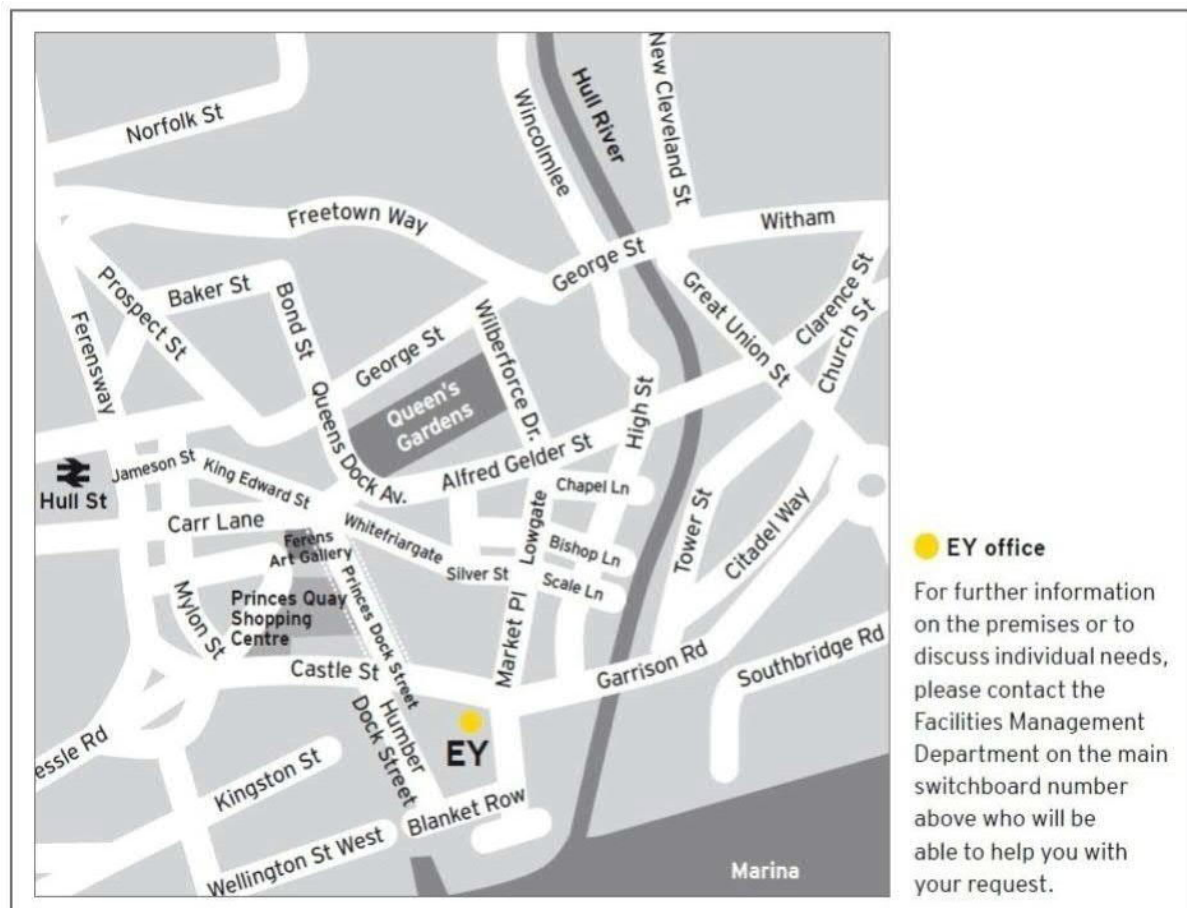 Norfolk St
Wincolmlee
Hull River
New Cleveland St
Freetown Way
George St
Witham
Prospect St
Baker St
Bond St
Ferensway
George St
Wilberforce Dr.
Great Union St
Clarence St
Church St
Queen's
Gardens
Queens Dock Av.
High St
Alfred Gelder St
Jameson St
King Edward St
Hull St
Carr Lane
Whitefriargate
Lowgate
Chapel Ln
Bishop Ln
Tower St
Citadel Way
Ferens
Art Gallery
Silver St
Scale Ln
Princes Quay
Shopping
Centre
Princes Dock Street
Mylon St
Market Pl
Castle St
Garrison Rd
Southbridge Rd
Humber
Dock Street
EY
essle Rd
Kingston St
Blanket Row
Wellington St West
Marina
EY office
For further information
on the premises or to
discuss individual needs,
please contact the
Facilities Management
Department on the main
switchboard number
above who will be
able to help you with
your request.